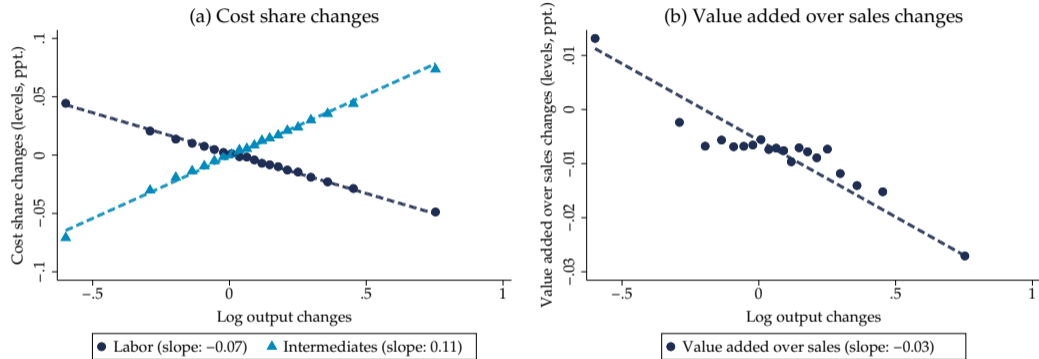 (a) Cost share changes
Cost share changes (levels, ppt.)
.1
.05
0
−.05
−.1
−.5
0
.5
1
Log output changes
Labor (slope: −0.07)
Intermediates (slope: 0.11)
(b) Value added over sales changes
Value added over sales changes (levels, ppt.)
.01
0
−.01
−.02
−.03
−.5
0
.5
1
Log output changes
Value added over sales (slope: −0.03)